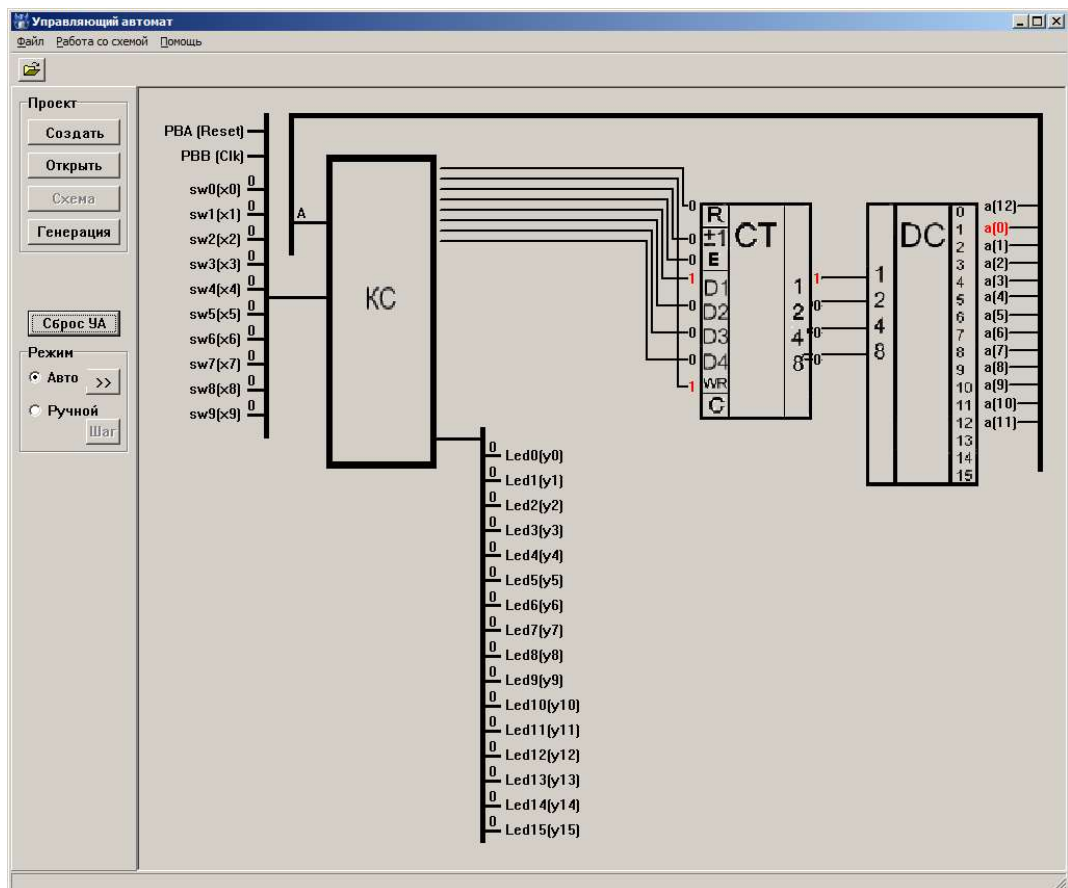 Управляющий автомат
Файл Работа со схемой Помощь
Проект
Создать
Открыть
Схема
Генерация
Сброс УА
Режим
Авто >>
Ручной
Шаг
PBA (Reset)
PBB (Clk)
0 sw0(x0)
0 sw1(x1)
0 sw2(x2)
0 sw3(x3)
0 sw4(x4)
0 sw5(x5)
0 sw6(x6)
0 sw7(x7)
0 sw8(x8)
0 sw9(x9)
A
КС
0 Led0(y0)
0 Led1(y1)
0 Led2(y2)
0 Led3(y3)
0 Led4(y4)
0 Led5(y5)
0 Led6(y6)
0 Led7(y7)
0 Led8(y8)
0 Led9(y9)
0 Led10(y10)
0 Led11(y11)
0 Led12(y12)
0 Led13(y13)
0 Led14(y14)
0 Led15(y15)
CT
0 R
0 ±1
0 E
1 D1
0 D2
0 D3
0 D4
1 WR
C
1 1
2 0
4 0
8 0
DC
1
2
4
8
0 a(12)
1 a(0)
2 a(1)
3 a(2)
4 a(3)
5 a(4)
6 a(5)
7 a(6)
8 a(7)
9 a(8)
10 a(9)
11 a(10)
12 a(11)
13
14
15